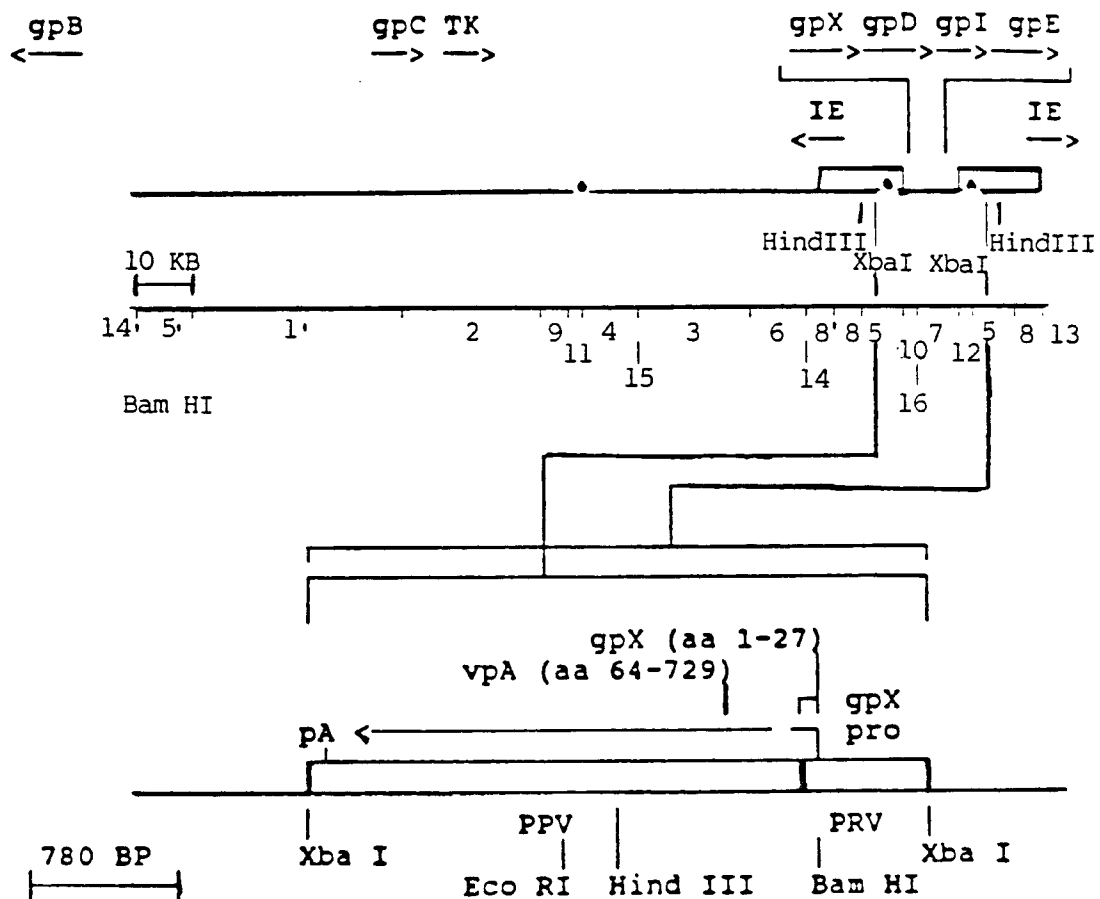 gpB gpC TK gpX gpD gpI gpE
IE IE
HindIII HindIII
XbaI XbaI
10 KB
14' 5' 1' 2 9 4 3 6 8' 8 5 10 7 12 5 8 13
11 15 14 16
Bam HI
gpX (aa 1-27)
vpA (aa 64-729)
gpX
pA pro
PPV PRV
780 BP Xba I Xba I
Eco RI Hind III Bam HI